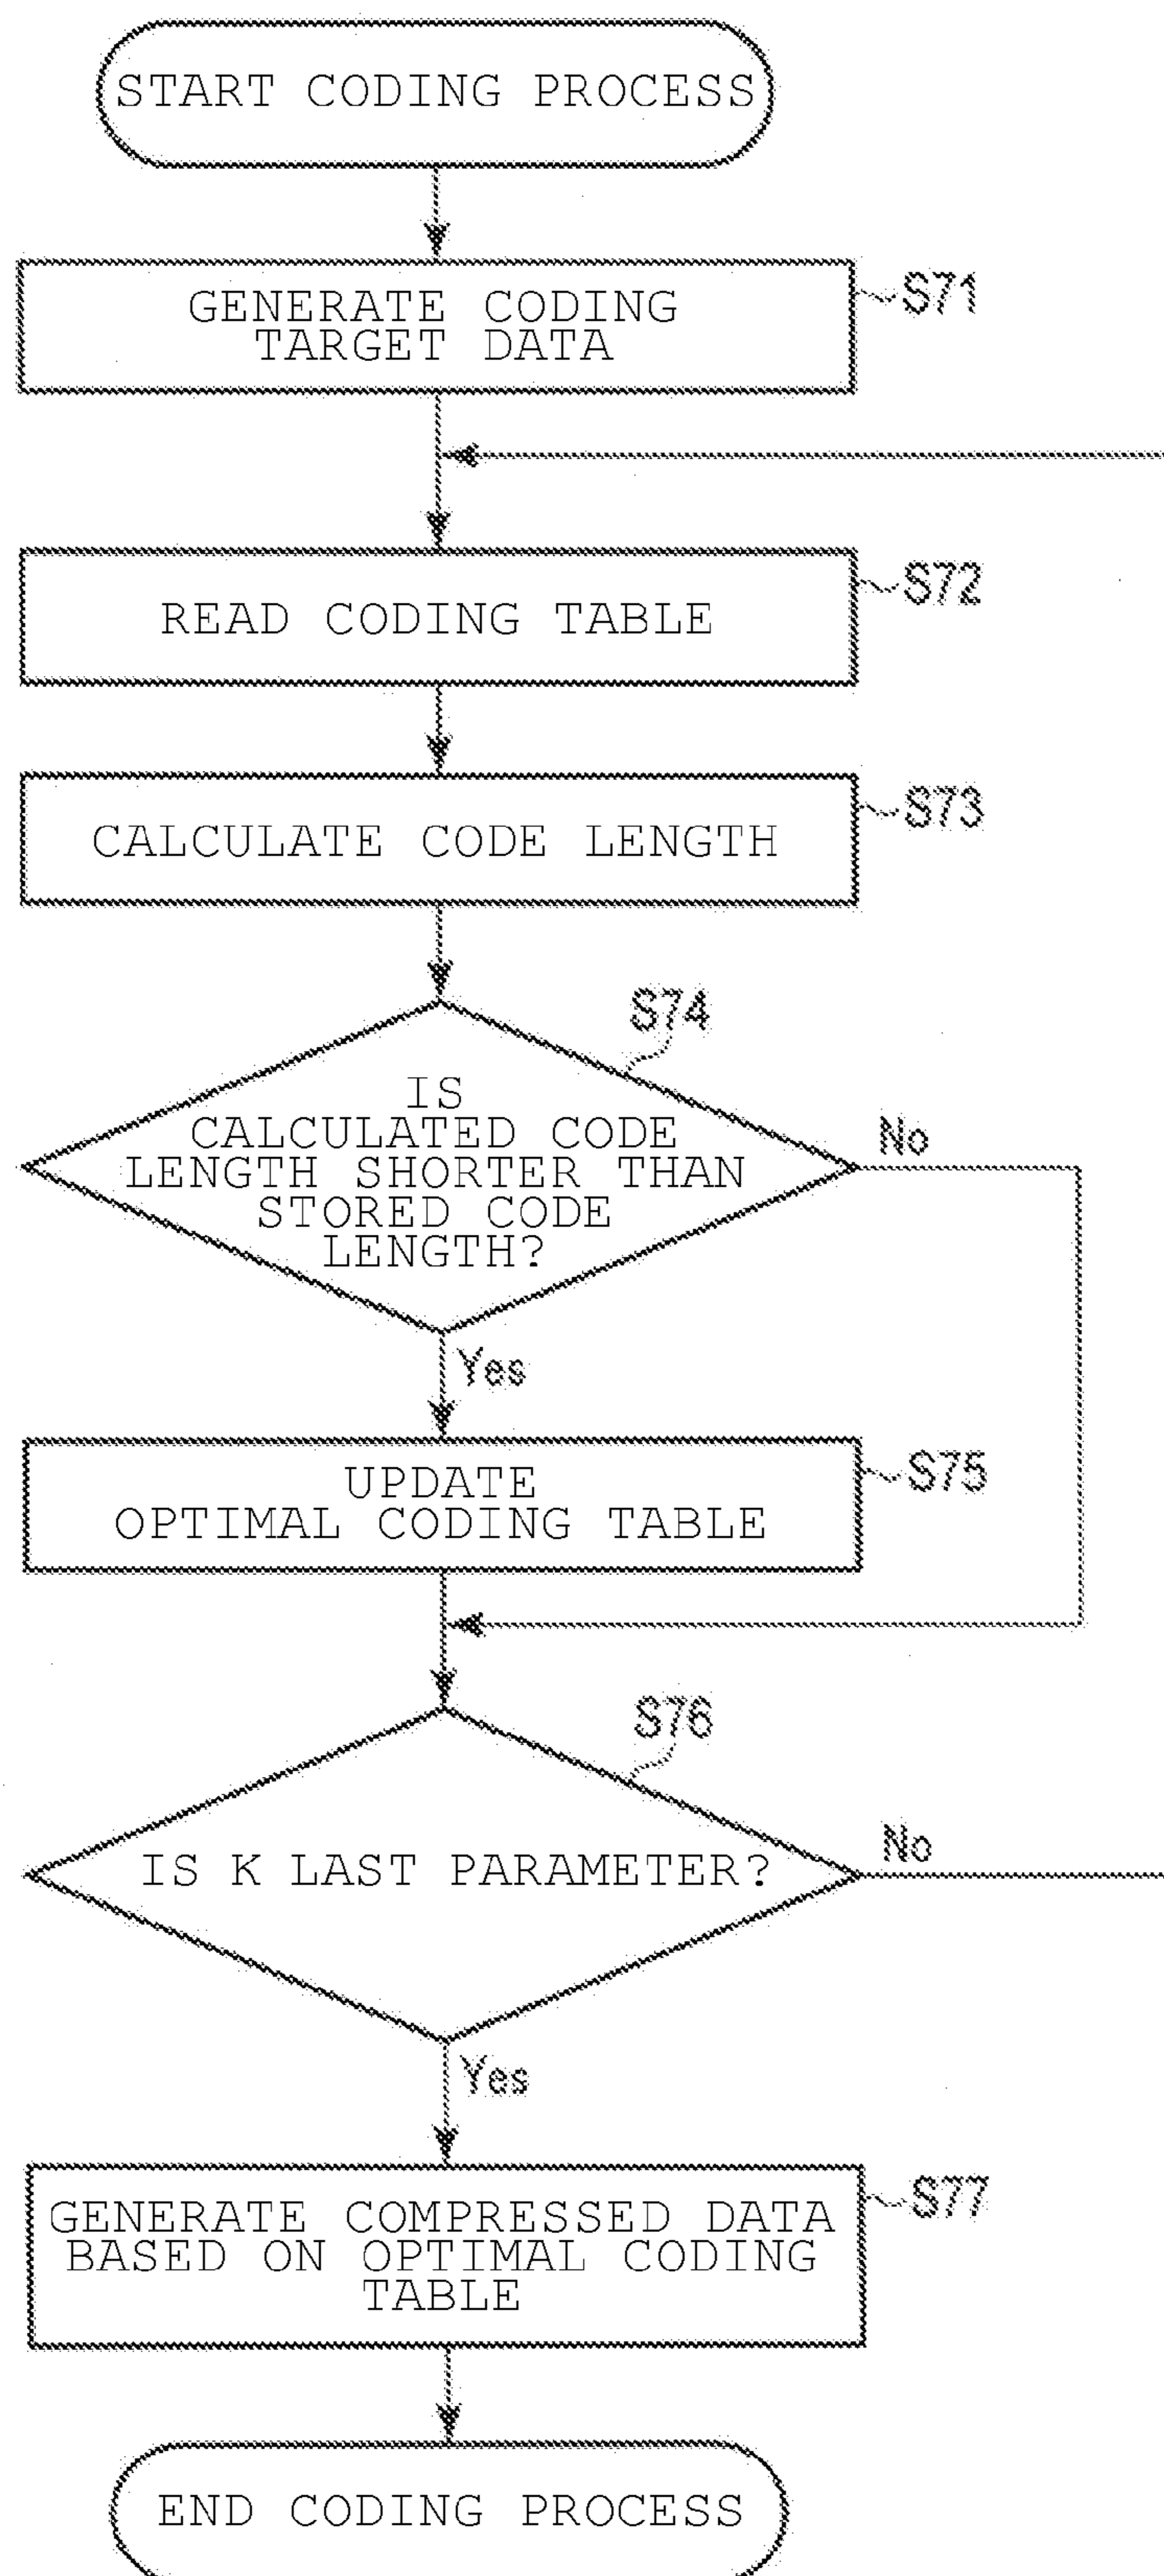 START CODING PROCESS
GENERATE CODING
TARGET DATA
S71
READ CODING TABLE
S72
CALCULATE CODE LENGTH
S73
S74
IS
CALCULATED CODE
LENGTH SHORTER THAN
STORED CODE
LENGTH?
No
Yes
UPDATE
OPTIMAL CODING TABLE
S75
S76
IS K LAST PARAMETER?
No
Yes
GENERATE COMPRESSED DATA
BASED ON OPTIMAL CODING
TABLE
S77
END CODING PROCESS